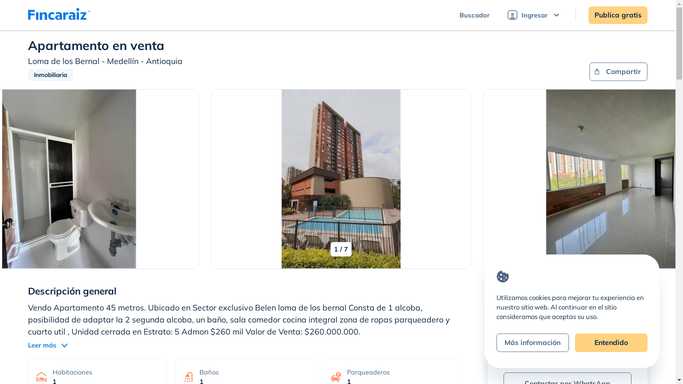 Fincaraiz
Buscador
Ingresar
Publica gratis
Apartamento en venta
Loma de los Bernal - Medellín - Antioquia
Inmobiliaria
Compartir
1 / 7
Descripción general
Vendo Apartamento 45 metros. Ubicado en Sector exclusivo Belen loma de los bernal Consta de 1 alcoba,
posibilidad de adaptar la 2 segunda alcoba, un baño, sala comedor cocina integral zona de ropas parqueadero y
cuarto util , Unidad cerrada en Estrato: 5 Admon $260 mil Valor de Venta: $260.000.000.
Leer más
Habitaciones
1
Baños
1
Parqueaderos
1
Utilizamos cookies para mejorar tu experiencia en
nuestro sitio web. Al continuar en el sitio
consideramos que aceptas su uso.
Más información
Entendido
Contactar por WhatsApp